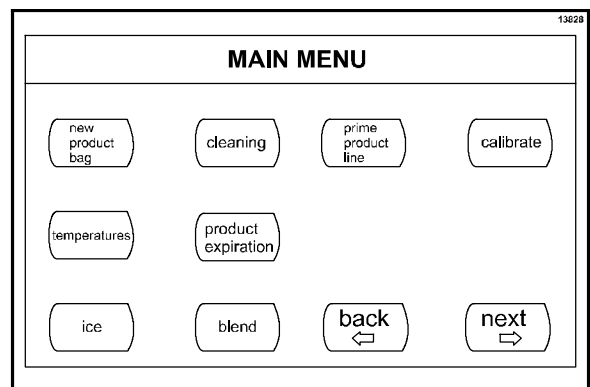 13828
MAIN MENU
new
product
bag
cleaning
prime
product
line
calibrate
temperatures
product
expiration
ice
blend
back
next